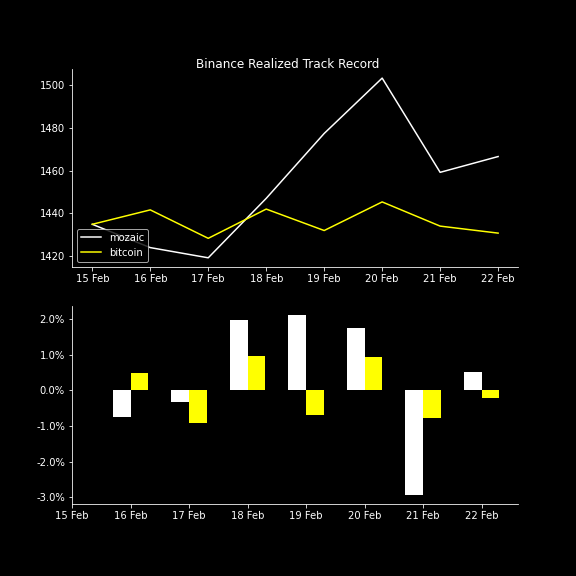 Binance Realized Track Record
1500
1480
1460
1440
1420
mozaic
bitcoin
15 Feb 16 Feb 17 Feb 18 Feb 19 Feb 20 Feb 21 Feb 22 Feb
2.0%
1.0%
0.0%
-1.0%
-2.0%
-3.0%
15 Feb 16 Feb 17 Feb 18 Feb 19 Feb 20 Feb 21 Feb 22 Feb